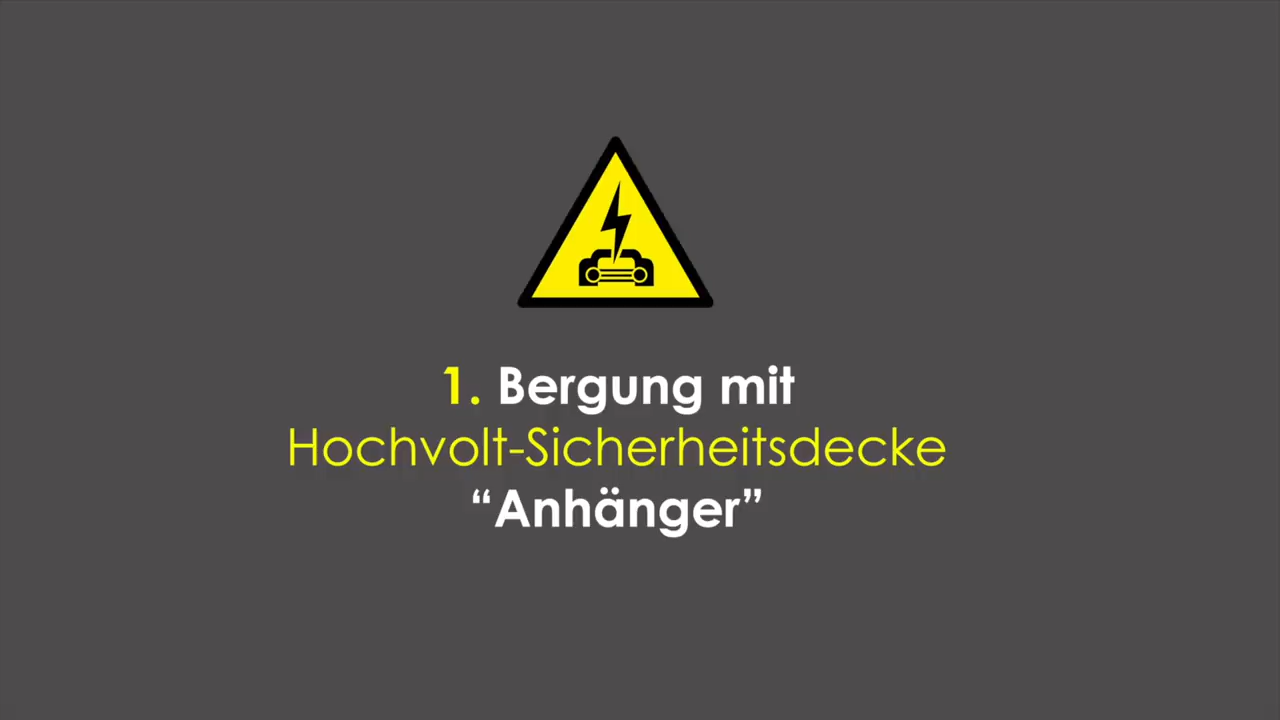 1. Bergung mit
Hochvolt-Sicherheitsdecke
“Anhänger”